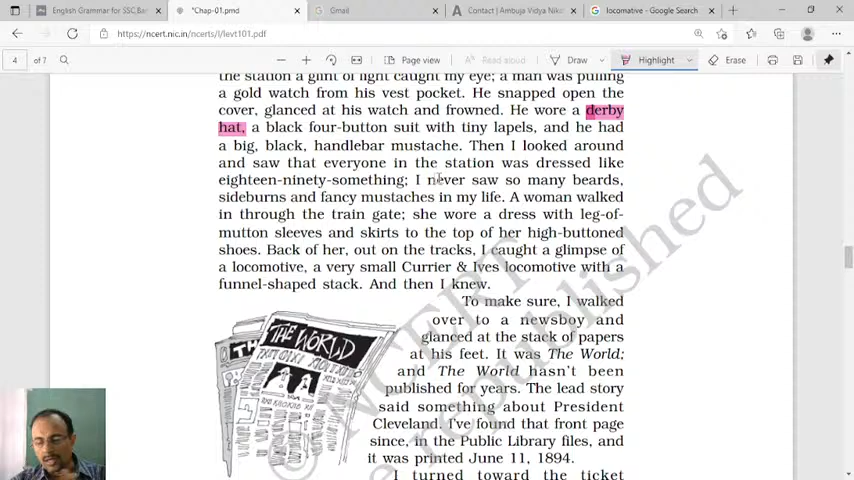 English Grammar for SSC,Ban
*Chap-01.pmd
Gmail
Contact | Ambuja Vidya Nike
locamative - Google Search
https://ncert.nic.in/ncerts/l/levt101.pdf
4 of 7
Page view
Read aloud
Draw
Highlight
Erase
the station a glint of light caught my eye; a man was pulling
a gold watch from his vest pocket. He snapped open the
cover, glanced at his watch and frowned. He wore a derby
hat, a black four-button suit with tiny lapels, and he had
a big, black, handlebar mustache. Then I looked around
and saw that everyone in the station was dressed like
eighteen-ninety-something; I never saw so many beards,
sideburns and fancy mustaches in my life. A woman walked
in through the train gate; she wore a dress with leg-of-
mutton sleeves and skirts to the top of her high-buttoned
shoes. Back of her, out on the tracks, I caught a glimpse of
a locomotive, a very small Currier & Ives locomotive with a
funnel-shaped stack. And then I knew.
To make sure, I walked
over to a newsboy and
glanced at the stack of papers
at his feet. It was The World;
and The World hasn't been
published for years. The lead story
said something about President
Cleveland. I've found that front page
since, in the Public Library files, and
it was printed June 11, 1894.
I turned toward the ticket
THE WORLD
TH
© NCERT
be republished